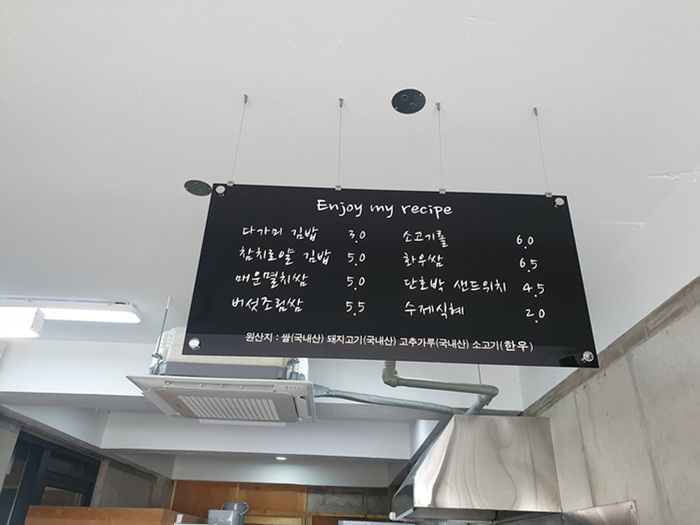 Enjoy my recipe
다가미 김밥 3.0
참치로얄 김밥 5.0
매운멸치쌈 5.0
버섯조림쌈 5.5
소고기롤 6.0
화우쌈 6.5
단호박 샌드위치 4.5
수제식혜 2.0
원산지 : 쌀(국내산) 돼지고기(국내산) 고추가루(국내산) 소고기(한우)